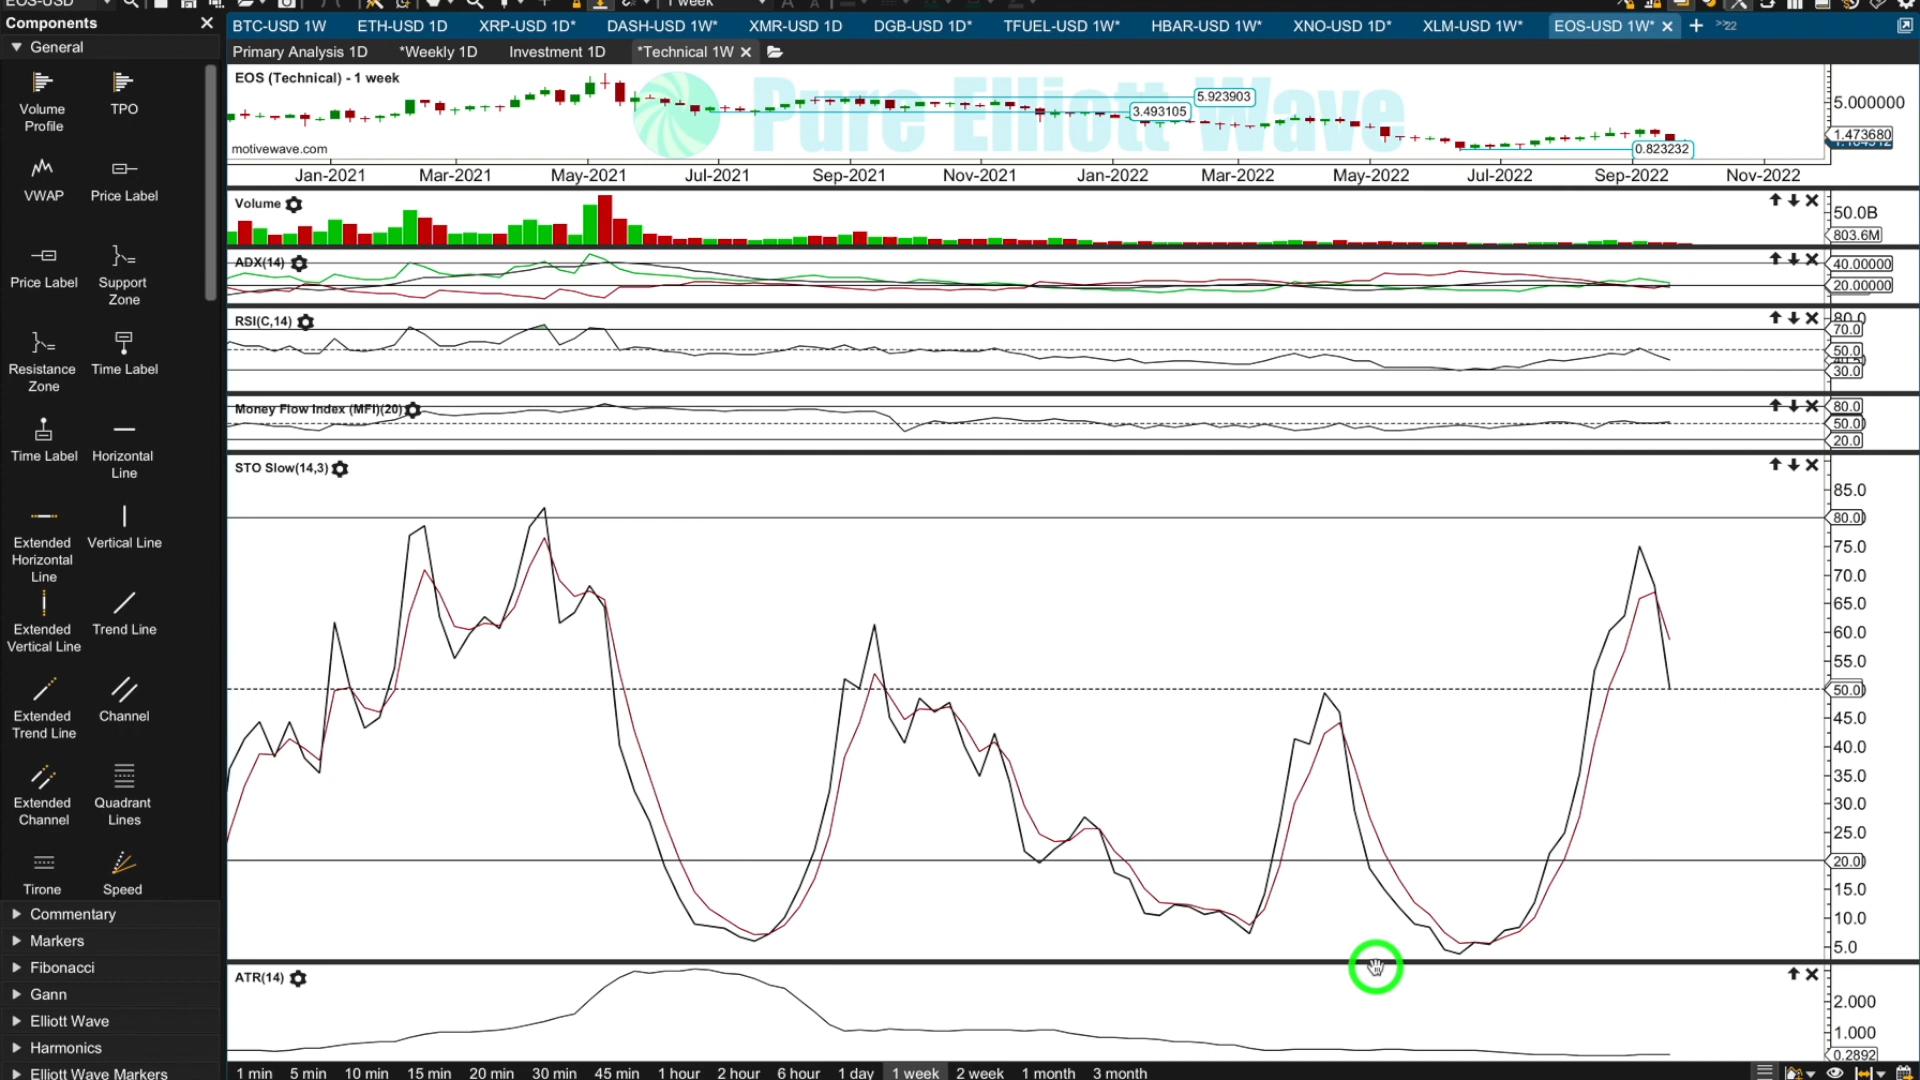 EOS-USD
1 week
Components
BTC-USD 1W ETH-USD 1D XRP-USD 1D* DASH-USD 1W* XMR-USD 1D DGB-USD 1D* TFUEL-USD 1W* HBAR-USD 1W* XNO-USD 1D* XLM-USD 1W* EOS-USD 1W* 22
General
Primary Analysis 1D *Weekly 1D Investment 1D *Technical 1W
Volume Profile
TPO
VWAP
Price Label
Price Label
Support Zone
Resistance Zone
Time Label
Time Label
Horizontal Line
Extended Horizontal Line
Vertical Line
Extended Vertical Line
Trend Line
Extended Trend Line
Channel
Extended Channel
Quadrant Lines
Tirone
Speed
Commentary
Markers
Fibonacci
Gann
Elliott Wave
Harmonics
Elliott Wave Markers
EOS (Technical) - 1 week
Pure Elliott Wave
5.923903
3.493105
0.823232
5.000000
1.473680
motivewave.com
Jan-2021 Mar-2021 May-2021 Jul-2021 Sep-2021 Nov-2021 Jan-2022 Mar-2022 May-2022 Jul-2022 Sep-2022 Nov-2022
Volume
50.0B
803.6M
ADX(14)
40.00000
20.00000
RSI(C,14)
80.0
70.0
50.0
30.0
Money Flow Index (MFI)(20)
80.0
50.0
20.0
STO Slow(14,3)
85.0
80.0
75.0
70.0
65.0
60.0
55.0
50.0
45.0
40.0
35.0
30.0
25.0
20.0
15.0
10.0
5.0
ATR(14)
2.000
1.000
0.2892
1 min 5 min 10 min 15 min 20 min 30 min 45 min 1 hour 2 hour 6 hour 1 day 1 week 2 week 1 month 3 month